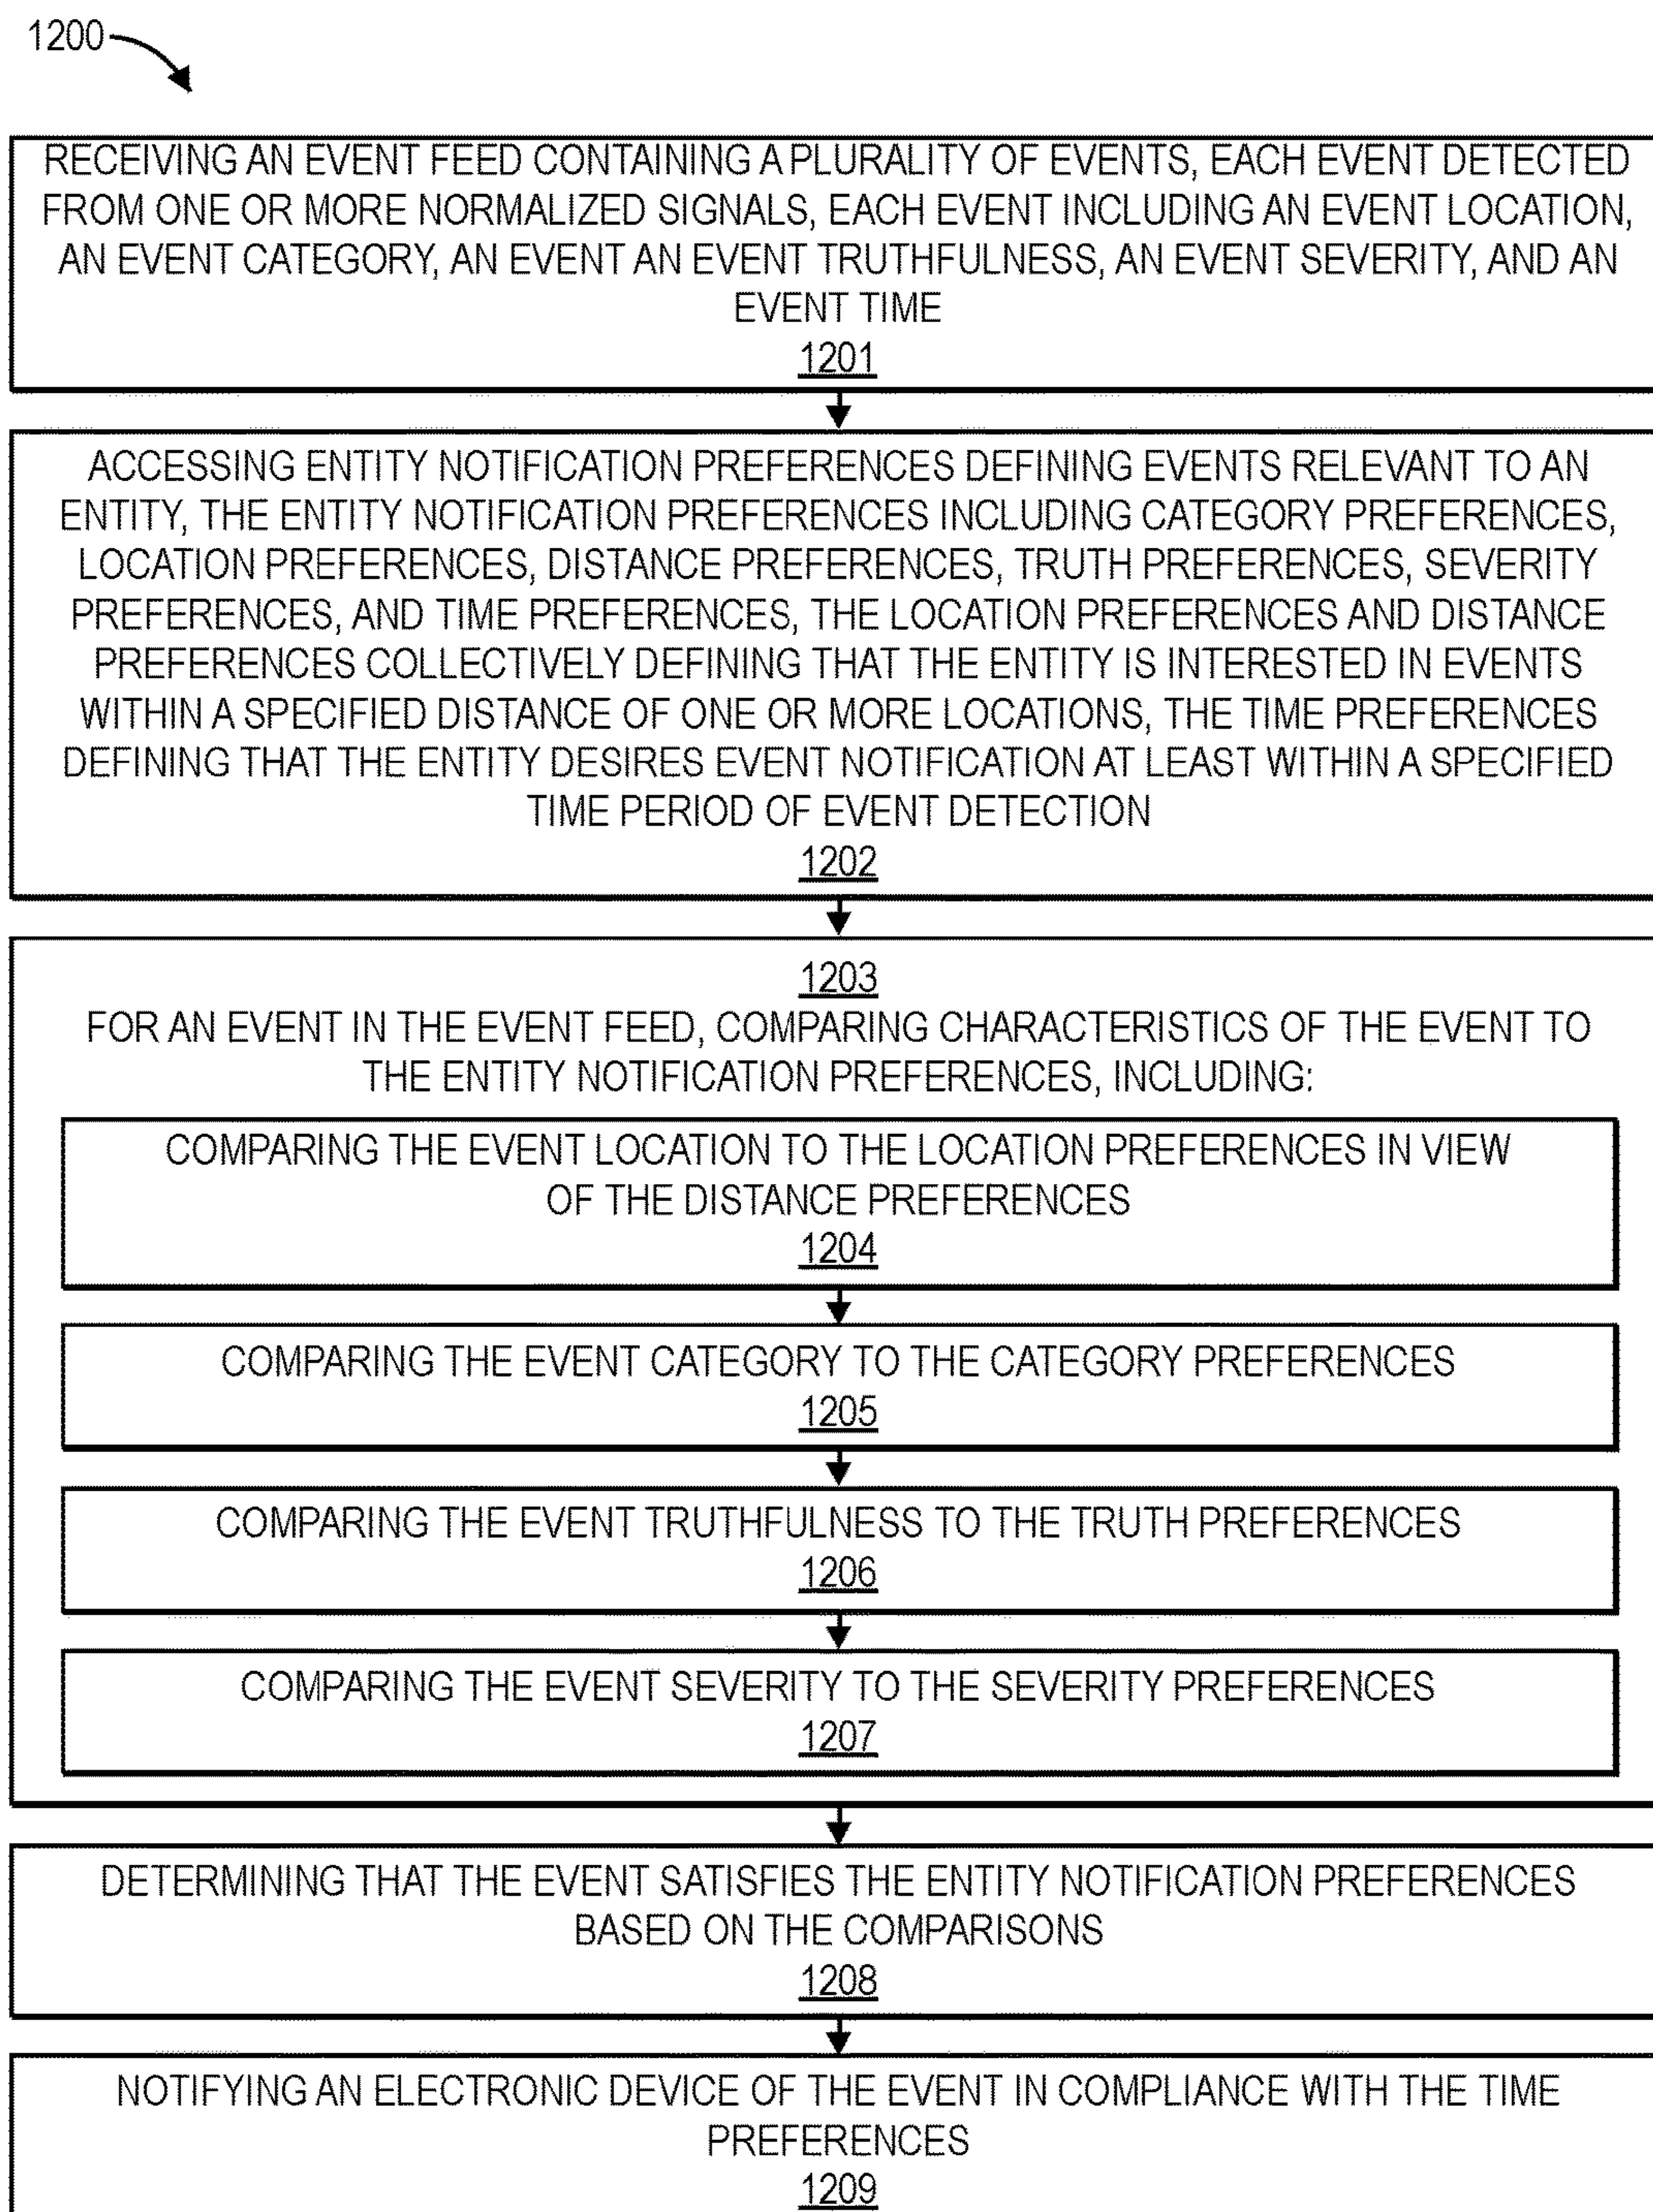 1200
RECEIVING AN EVENT FEED CONTAINING A PLURALITY OF EVENTS, EACH EVENT DETECTED
FROM ONE OR MORE NORMALIZED SIGNALS, EACH EVENT INCLUDING AN EVENT LOCATION,
AN EVENT CATEGORY, AN EVENT AN EVENT TRUTHFULNESS, AN EVENT SEVERITY, AND AN
EVENT TIME
1201
ACCESSING ENTITY NOTIFICATION PREFERENCES DEFINING EVENTS RELEVANT TO AN
ENTITY, THE ENTITY NOTIFICATION PREFERENCES INCLUDING CATEGORY PREFERENCES,
LOCATION PREFERENCES, DISTANCE PREFERENCES, TRUTH PREFERENCES, SEVERITY
PREFERENCES, AND TIME PREFERENCES, THE LOCATION PREFERENCES AND DISTANCE
PREFERENCES COLLECTIVELY DEFINING THAT THE ENTITY IS INTERESTED IN EVENTS
WITHIN A SPECIFIED DISTANCE OF ONE OR MORE LOCATIONS, THE TIME PREFERENCES
DEFINING THAT THE ENTITY DESIRES EVENT NOTIFICATION AT LEAST WITHIN A SPECIFIED
TIME PERIOD OF EVENT DETECTION
1202
1203
FOR AN EVENT IN THE EVENT FEED, COMPARING CHARACTERISTICS OF THE EVENT TO
THE ENTITY NOTIFICATION PREFERENCES, INCLUDING:
COMPARING THE EVENT LOCATION TO THE LOCATION PREFERENCES IN VIEW
OF THE DISTANCE PREFERENCES
1204
COMPARING THE EVENT CATEGORY TO THE CATEGORY PREFERENCES
1205
COMPARING THE EVENT TRUTHFULNESS TO THE TRUTH PREFERENCES
1206
COMPARING THE EVENT SEVERITY TO THE SEVERITY PREFERENCES
1207
DETERMINING THAT THE EVENT SATISFIES THE ENTITY NOTIFICATION PREFERENCES
BASED ON THE COMPARISONS
1208
NOTIFYING AN ELECTRONIC DEVICE OF THE EVENT IN COMPLIANCE WITH THE TIME
PREFERENCES
1209